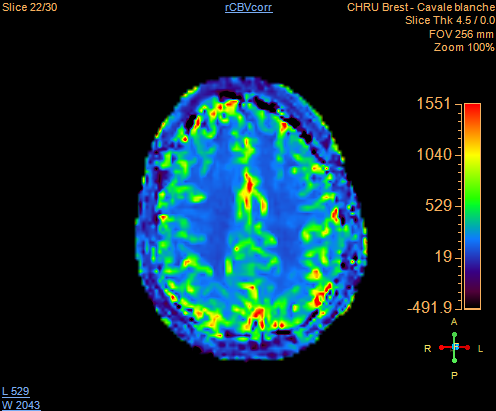 Slice 22/30
rCBVcorr
CHRU Brest - Cavale blanche
Slice Thk 4.5 / 0.0
FOV 256 mm
Zoom 100%
1551
1040
529
19
-491.9
A
R
L
P
L 529
W 2043